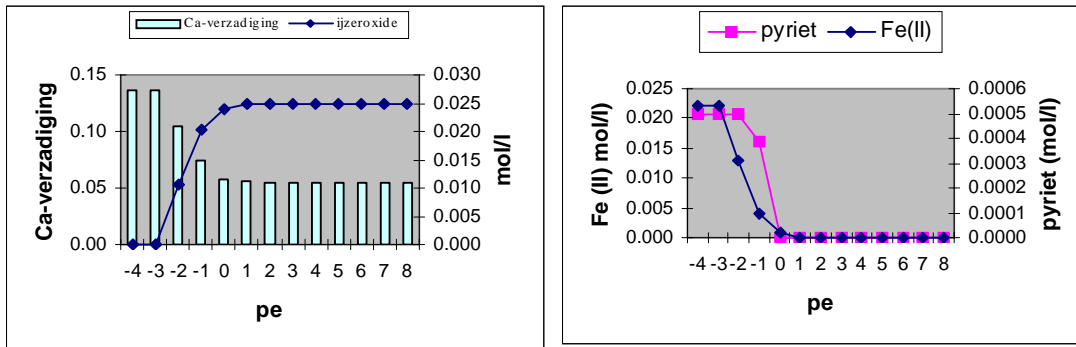 Ca-verzadiging ijzeroxide
Ca-verzadiging
0.15
0.10
0.05
0.00
0.030
0.025
0.020
0.015
0.010
0.005
0.000
mol/l
-4 -3 -2 -1 0 1 2 3 4 5 6 7 8
pe
pyriet Fe(II)
Fe (II) mol/l
0.025
0.020
0.015
0.010
0.005
0.000
0.0006
0.0005
0.0004
0.0003
0.0002
0.0001
0.0000
pyriet (mol/l)
-4 -3 -2 -1 0 1 2 3 4 5 6 7 8
pe